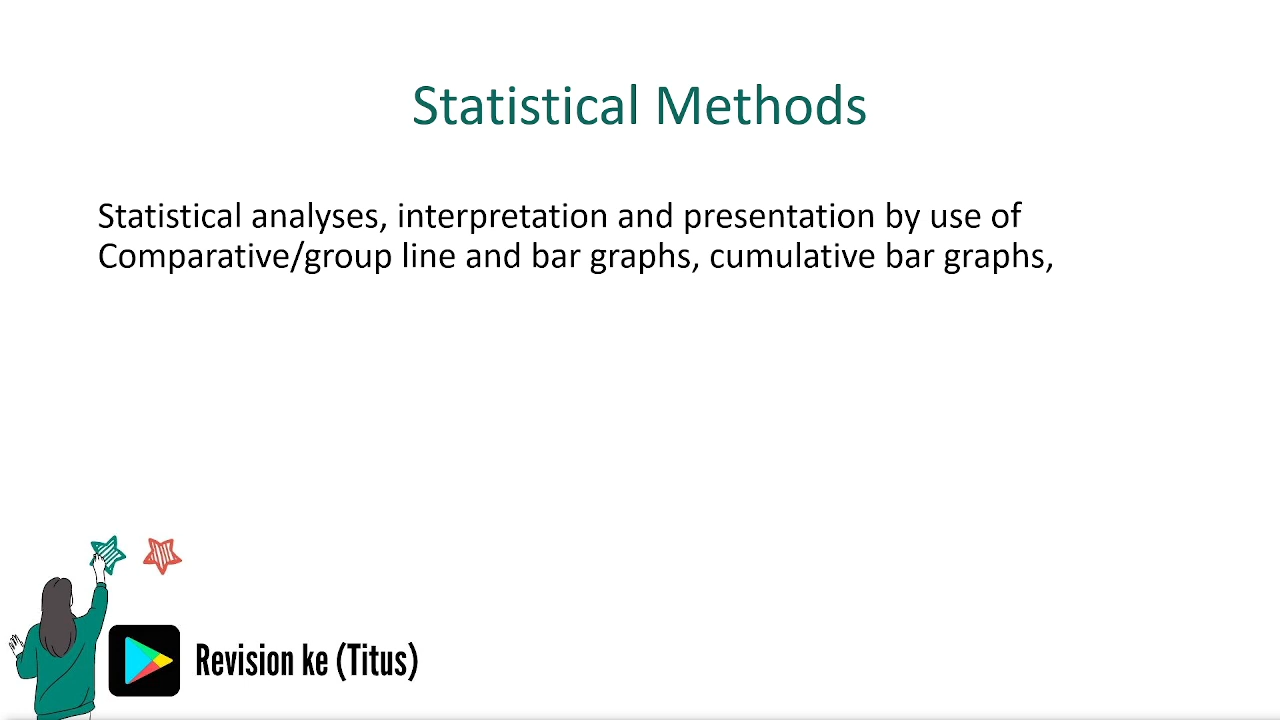 Statistical Methods
Statistical analyses, interpretation and presentation by use of
Comparative/group line and bar graphs, cumulative bar graphs,
Revision ke (Titus)